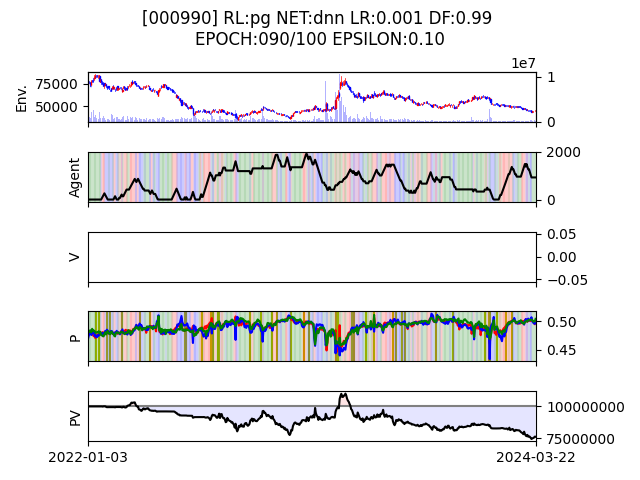 [000990] RL:pg NET:dnn LR:0.001 DF:0.99
EPOCH:090/100 EPSILON:0.10
1e7
Env.
75000
50000
1
0
Agent
2000
0
V
0.05
0.00
−0.05
P
0.50
0.45
PV
100000000
75000000
2022-01-03
2024-03-22